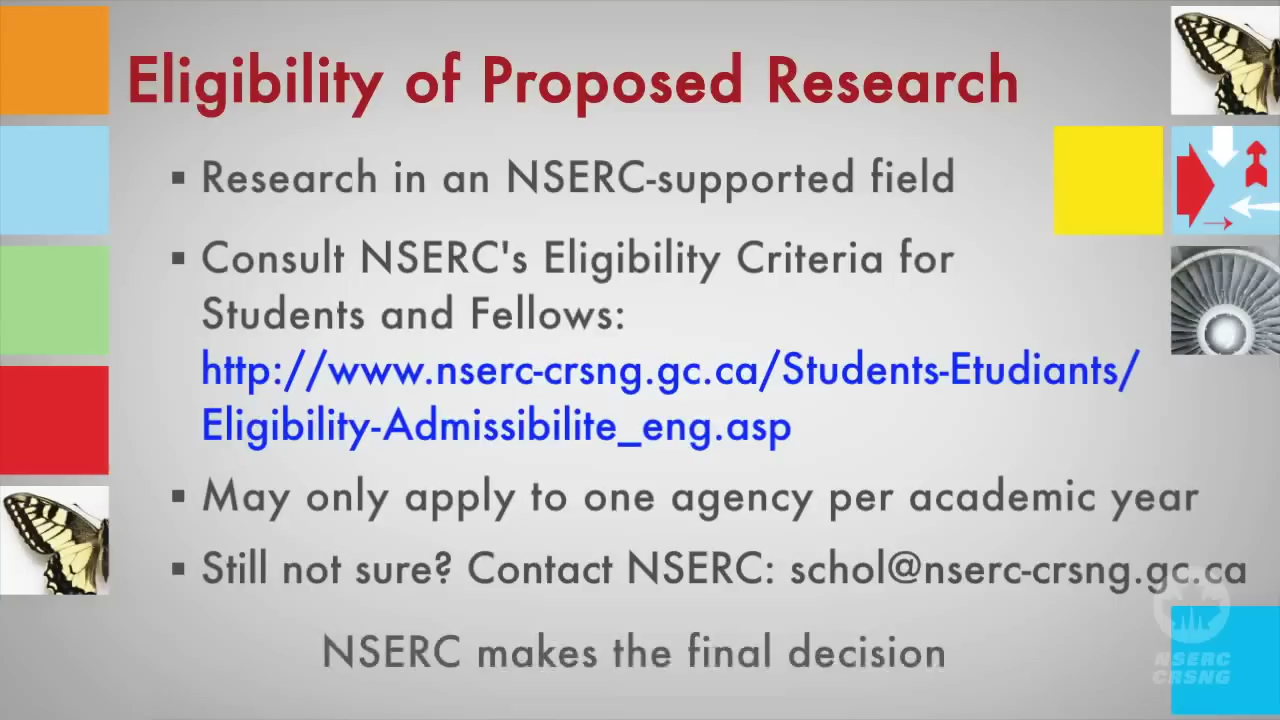 Eligibility of Proposed Research
▪ Research in an NSERC-supported field
▪ Consult NSERC's Eligibility Criteria for
Students and Fellows:
http://www.nserc-crsng.gc.ca/Students-Etudiants/
Eligibility-Admissibilite_eng.asp
▪ May only apply to one agency per academic year
▪ Still not sure? Contact NSERC: schol@nserc-crsng.gc.ca
NSERC makes the final decision
NSERC
CRSNG